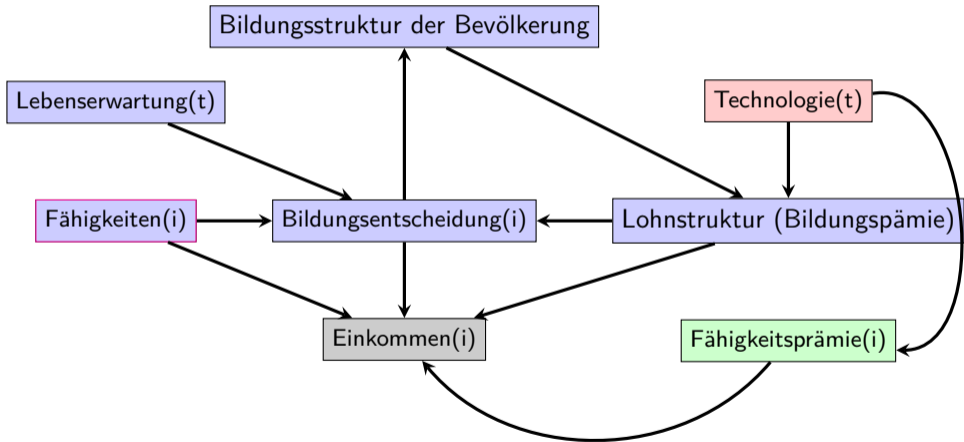 Bildungsstruktur der Bevölkerung
Lebenserwartung(t)
Technologie(t)
Fähigkeiten(i)
Bildungsentscheidung(i)
Lohnstruktur (Bildungspämie)
Einkommen(i)
Fähigkeitsprämie(i)